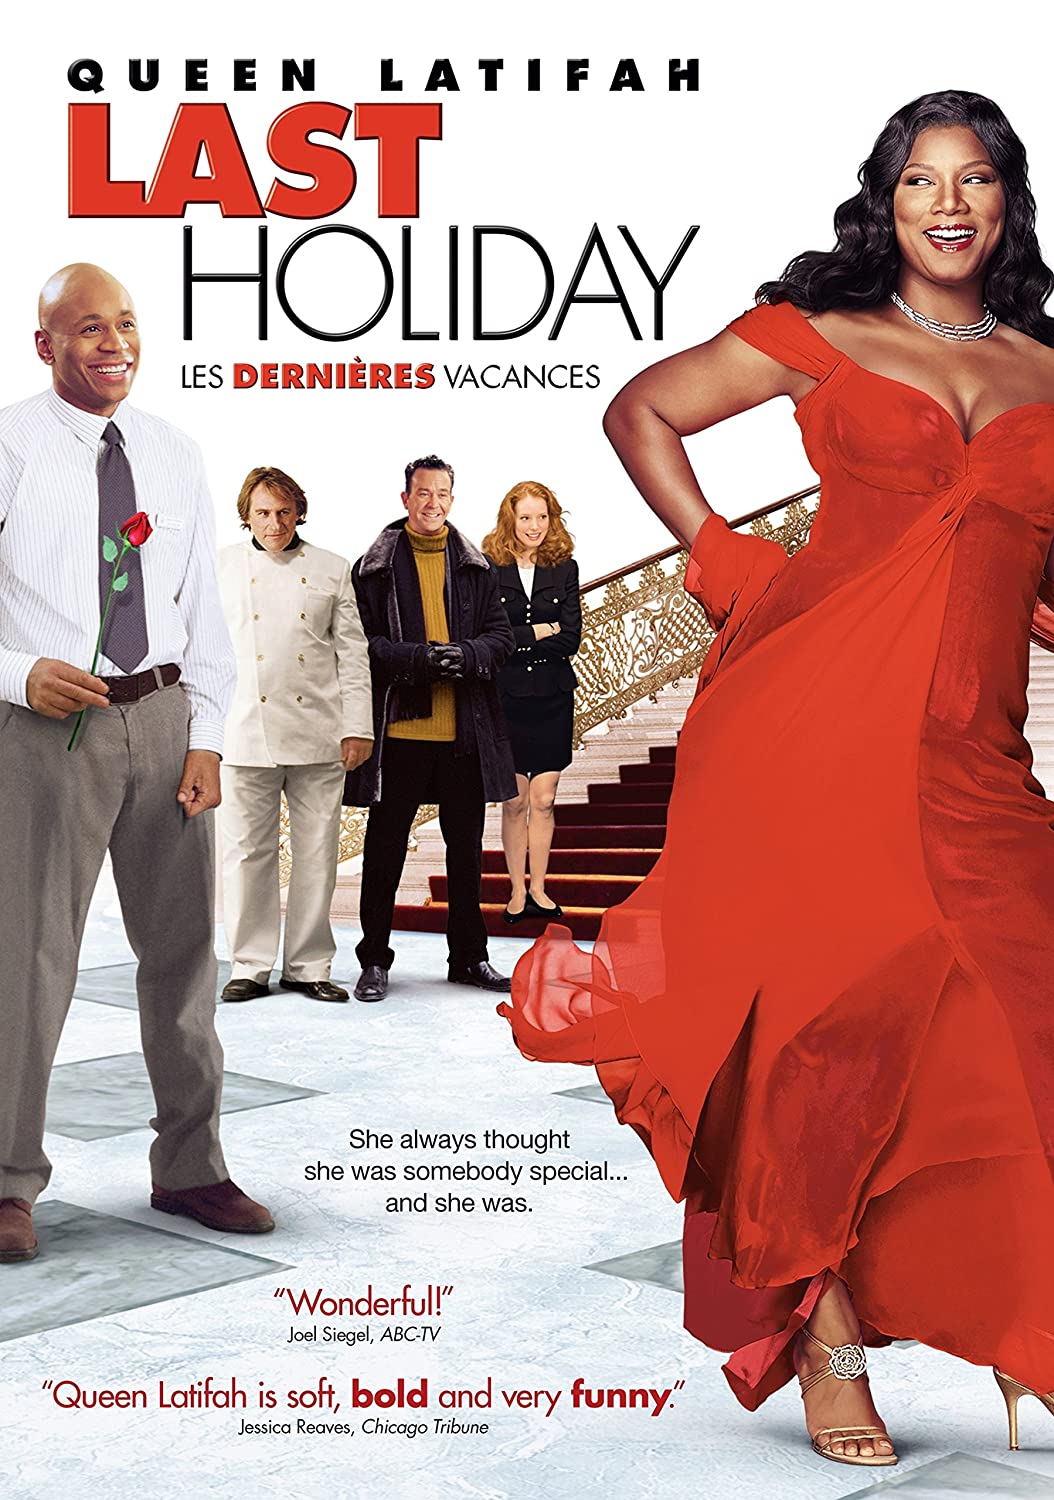 QUEEN LATIFAH
LAST
HOLIDAY
LES DERNIÈRES VACANCES
She always thought
she was somebody special...
and she was.
“Wonderful!”
Joel Siegel, ABC-TV
“Queen Latifah is soft, bold and very funny.”
Jessica Reaves, Chicago Tribune